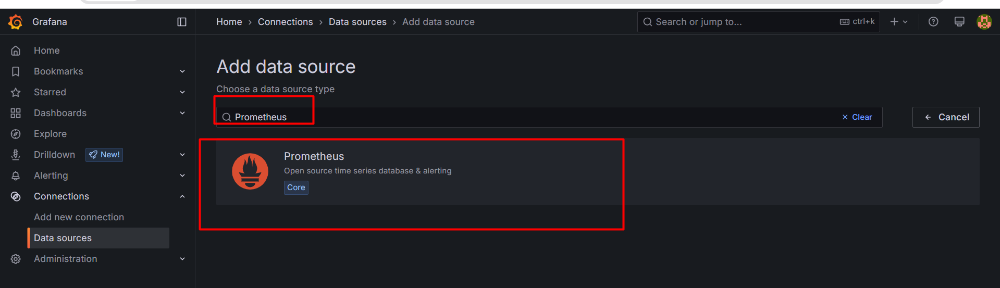 Grafana
Home › Connections › Data sources › Add data source
Search or jump to... ctrl+k
Home
Bookmarks
Starred
Dashboards
Explore
Drilldown New!
Alerting
Connections
Add new connection
Data sources
Administration
Add data source
Choose a data source type
Prometheus Clear
Cancel
Prometheus
Open source time series database & alerting
Core